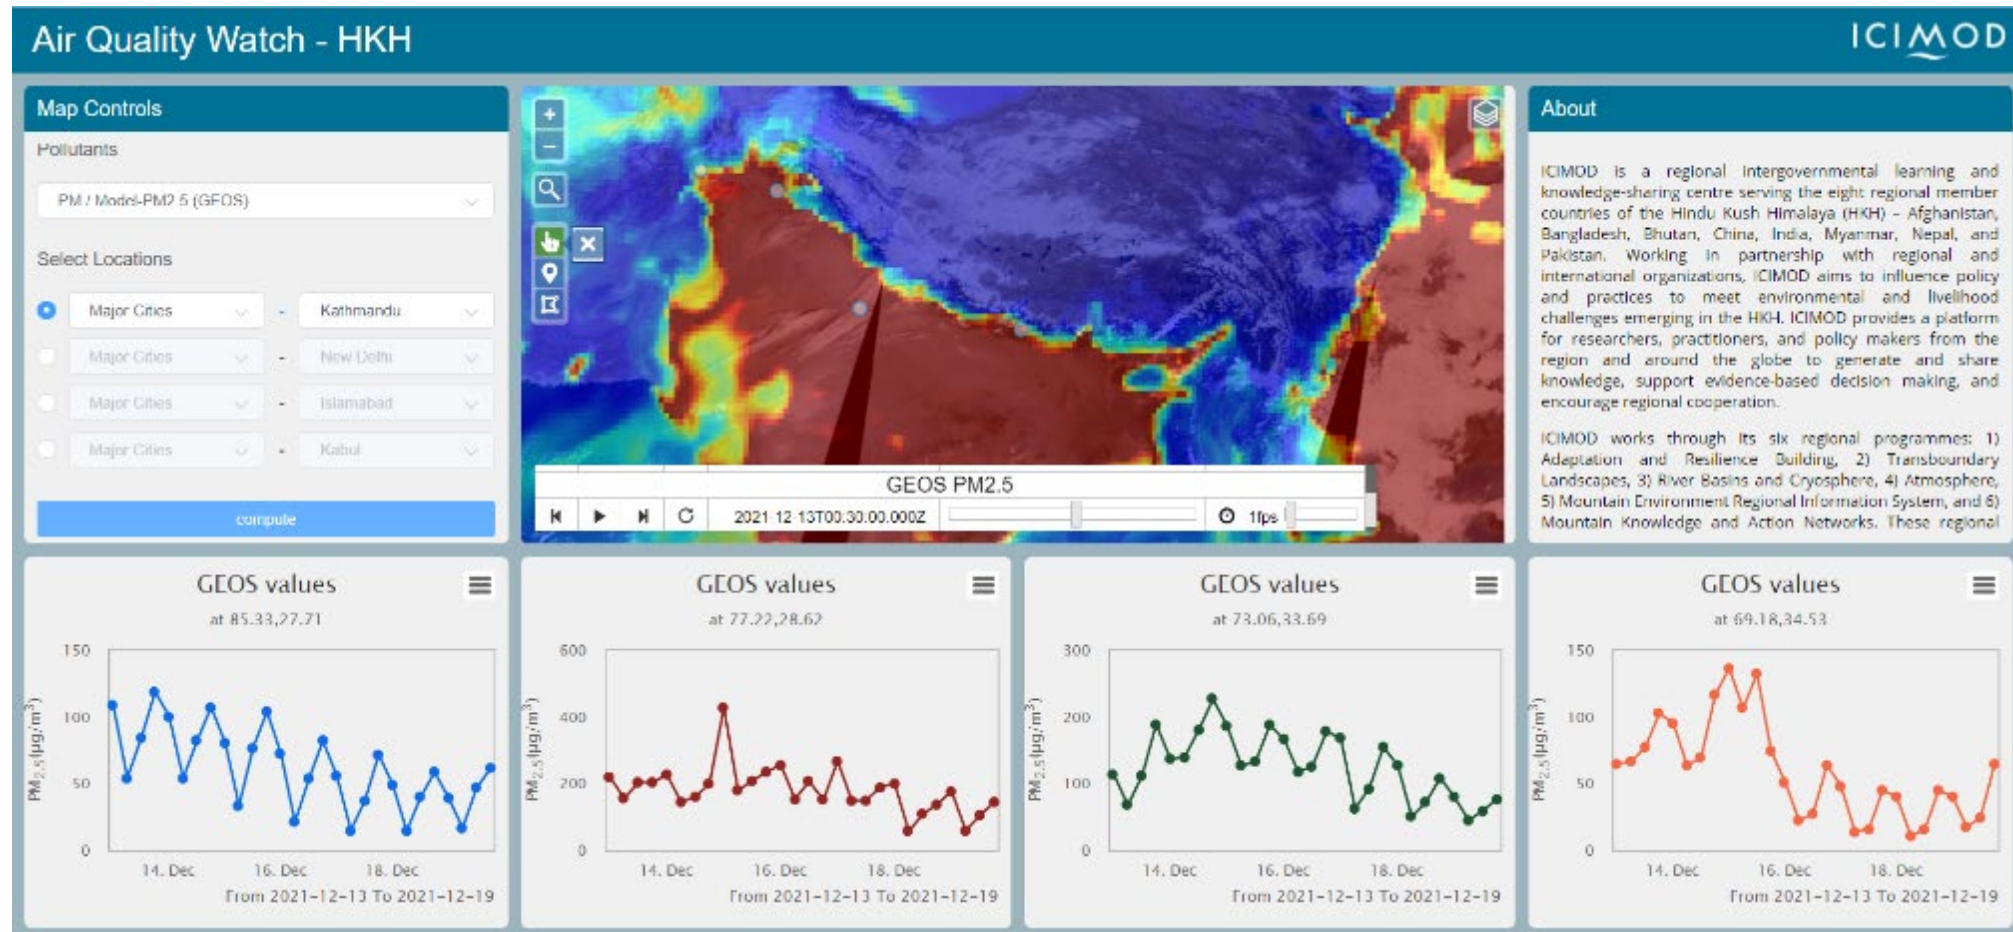 Air Quality Watch - HKH
ICIMOD
Map Controls
Pollutants
PM / Model-PM2.5 (GEOS)
Select Locations
Major Cities - Kathmandu
Major Cities - New Delhi
Major Cities - Islamabad
Major Cities - Kabul
compute
+
−
GEOS PM2.5
2021-12-13T00:30:00.000Z
1fps
About
ICIMOD is a regional intergovernmental learning and
knowledge-sharing centre serving the eight regional member
countries of the Hindu Kush Himalaya (HKH) – Afghanistan,
Bangladesh, Bhutan, China, India, Myanmar, Nepal, and
Pakistan. Working in partnership with regional and
international organizations, ICIMOD aims to influence policy
and practices to meet environmental and livelihood
challenges emerging in the HKH. ICIMOD provides a platform
for researchers, practitioners, and policy makers from the
region and around the globe to generate and share
knowledge, support evidence-based decision making, and
encourage regional cooperation.
ICIMOD works through its six regional programmes: 1)
Adaptation and Resilience Building, 2) Transboundary
Landscapes, 3) River Basins and Cryosphere, 4) Atmosphere,
5) Mountain Environment Regional Information System, and 6)
Mountain Knowledge and Action Networks. These regional
GEOS values
at 85.33,27.71
PM2.5(µg/m³)
150
100
50
0
14. Dec 16. Dec 18. Dec
From 2021-12-13 To 2021-12-19
GEOS values
at 77.22,28.62
PM2.5(µg/m³)
600
400
200
0
14. Dec 16. Dec 18. Dec
From 2021-12-13 To 2021-12-19
GEOS values
at 73.06,33.69
PM2.5(µg/m³)
300
200
100
0
14. Dec 16. Dec 18. Dec
From 2021-12-13 To 2021-12-19
GEOS values
at 69.18,34.53
PM2.5(µg/m³)
150
100
50
0
14. Dec 16. Dec 18. Dec
From 2021-12-13 To 2021-12-19